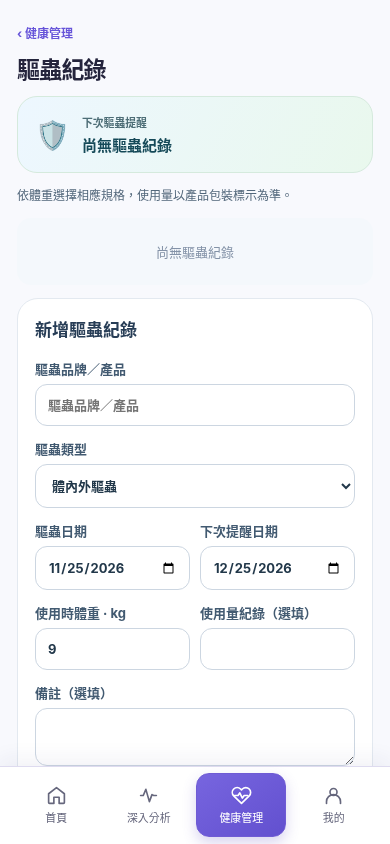 ‹ 健康管理
驅蟲紀錄
下次驅蟲提醒
尚無驅蟲紀錄
依體重選擇相應規格，使用量以產品包裝標示為準。
尚無驅蟲紀錄
新增驅蟲紀錄
驅蟲品牌／產品
驅蟲品牌／產品
驅蟲類型
體內外驅蟲
驅蟲日期 下次提醒日期
11/25/2026 12/25/2026
使用時體重 · kg 使用量紀錄（選填）
9
備註（選填）
首頁 深入分析 健康管理 我的